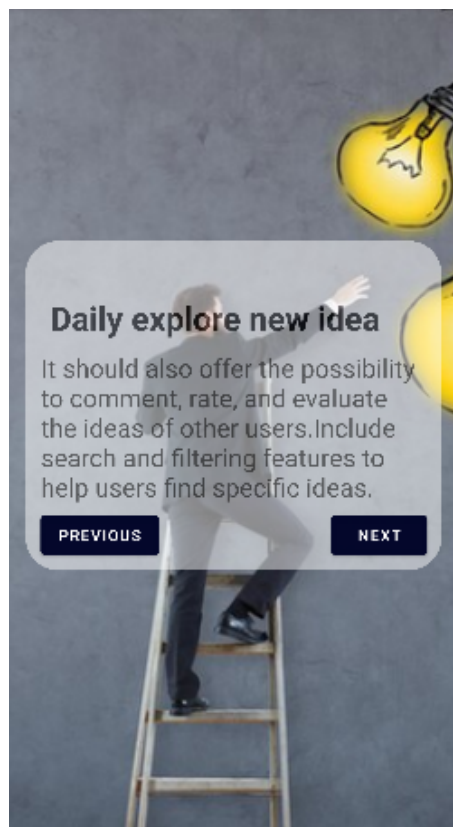 Daily explore new idea
It should also offer the possibility
to comment, rate, and evaluate
the ideas of other users.Include
search and filtering features to
help users find specific ideas.
PREVIOUS NEXT